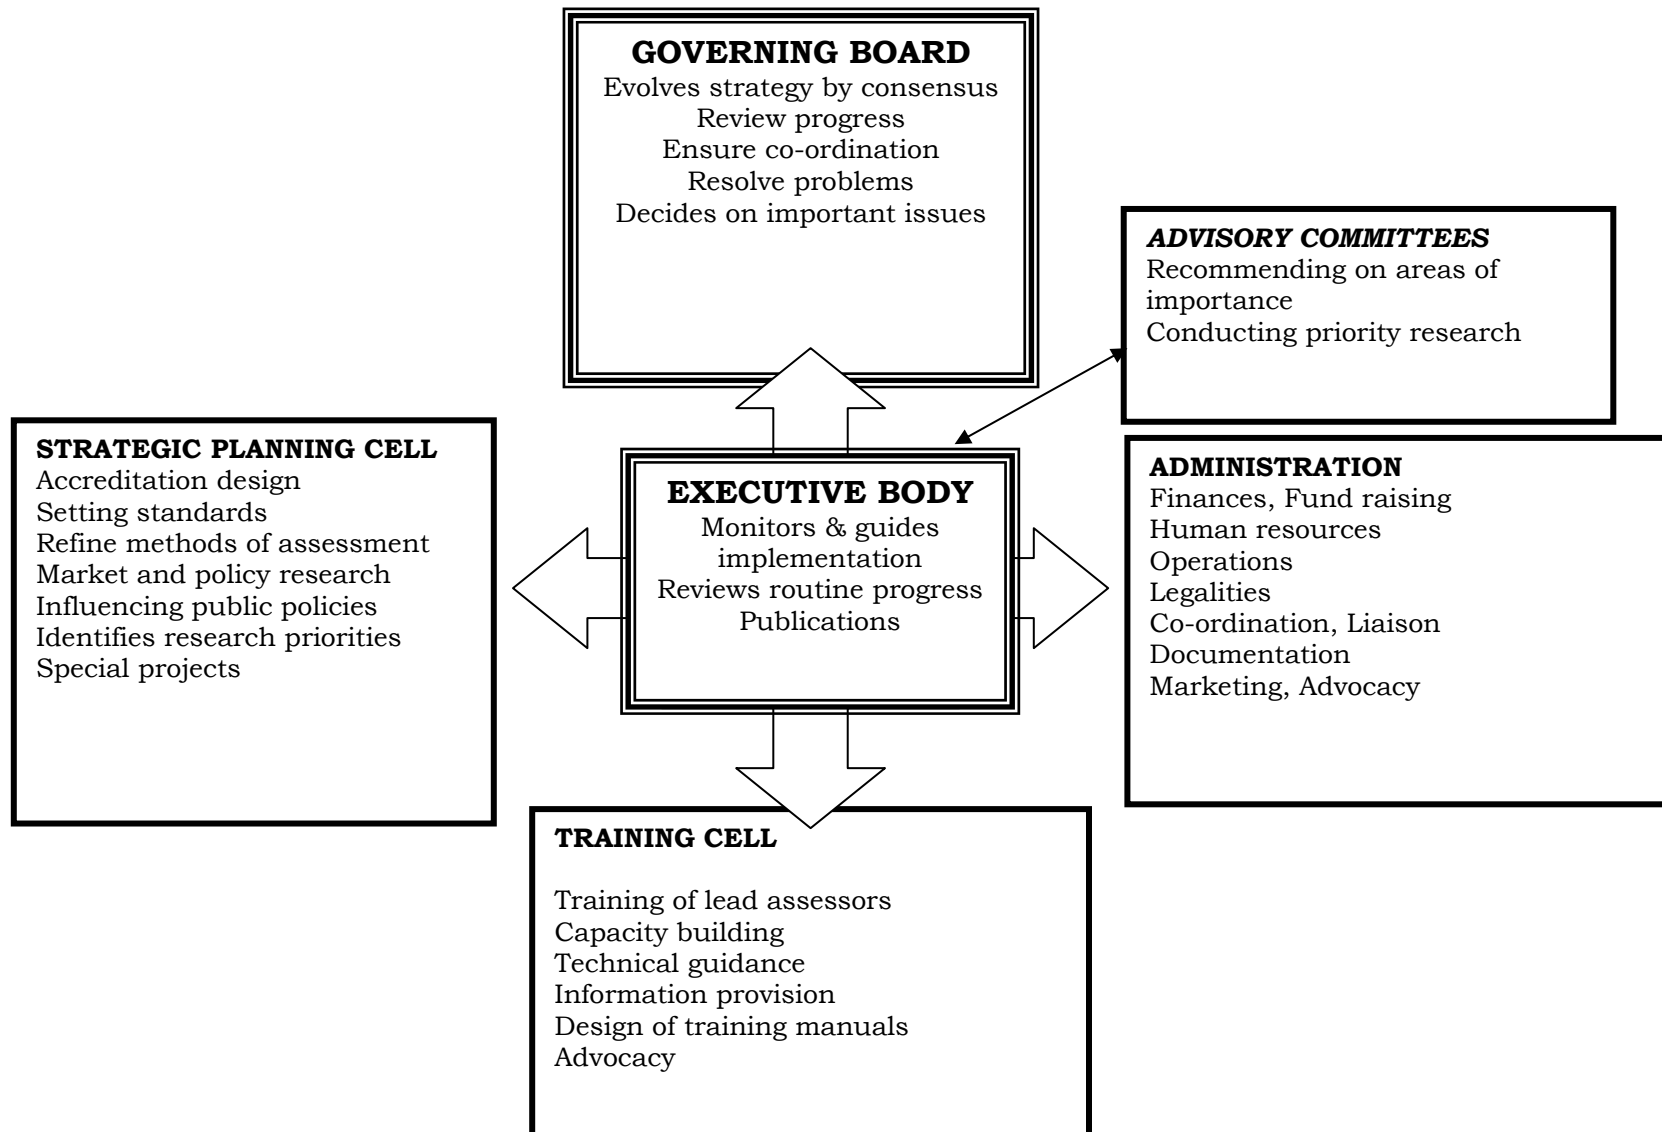 GOVERNING BOARD
Evolves strategy by consensus
Review progress
Ensure co-ordination
Resolve problems
Decides on important issues
ADVISORY COMMITTEES
Recommending on areas of
importance
Conducting priority research
STRATEGIC PLANNING CELL
Accreditation design
Setting standards
Refine methods of assessment
Market and policy research
Influencing public policies
Identifies research priorities
Special projects
EXECUTIVE BODY
Monitors & guides
implementation
Reviews routine progress
Publications
ADMINISTRATION
Finances, Fund raising
Human resources
Operations
Legalities
Co-ordination, Liaison
Documentation
Marketing, Advocacy
TRAINING CELL
Training of lead assessors
Capacity building
Technical guidance
Information provision
Design of training manuals
Advocacy